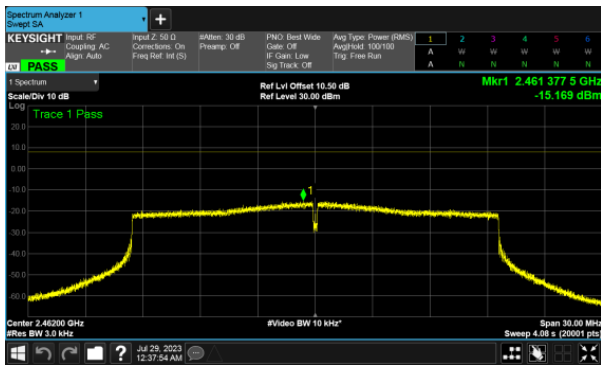 Spectrum Analyzer 1
Swept SA
+
KEYSIGHT Input: RF Input Z: 50 Ω #Atten: 30 dB PNO: Best Wide Avg Type: Power (RMS) 1 2 3 4 5 6
Coupling: AC Corrections: On Preamp: Off Gate: Off Avg|Hold: 100/100 A W W W W W
Align: Auto Freq Ref: Int (S) IF Gain: Low Trig: Free Run
LXI PASS Sig Track: Off A N N N N N
1 Spectrum Ref Lvl Offset 10.50 dB Mkr1 2.461 377 5 GHz
Scale/Div 10 dB Ref Level 30.00 dBm -15.169 dBm
Log
Trace 1 Pass
20.0
10.0
0.00
-10.0
1
-20.0
-30.0
-40.0
-50.0
-60.0
Center 2.46200 GHz #Video BW 10 kHz* Span 30.00 MHz
#Res BW 3.0 kHz Sweep 4.08 s (20001 pts)
? Jul 29, 2023
12:37:54 AM